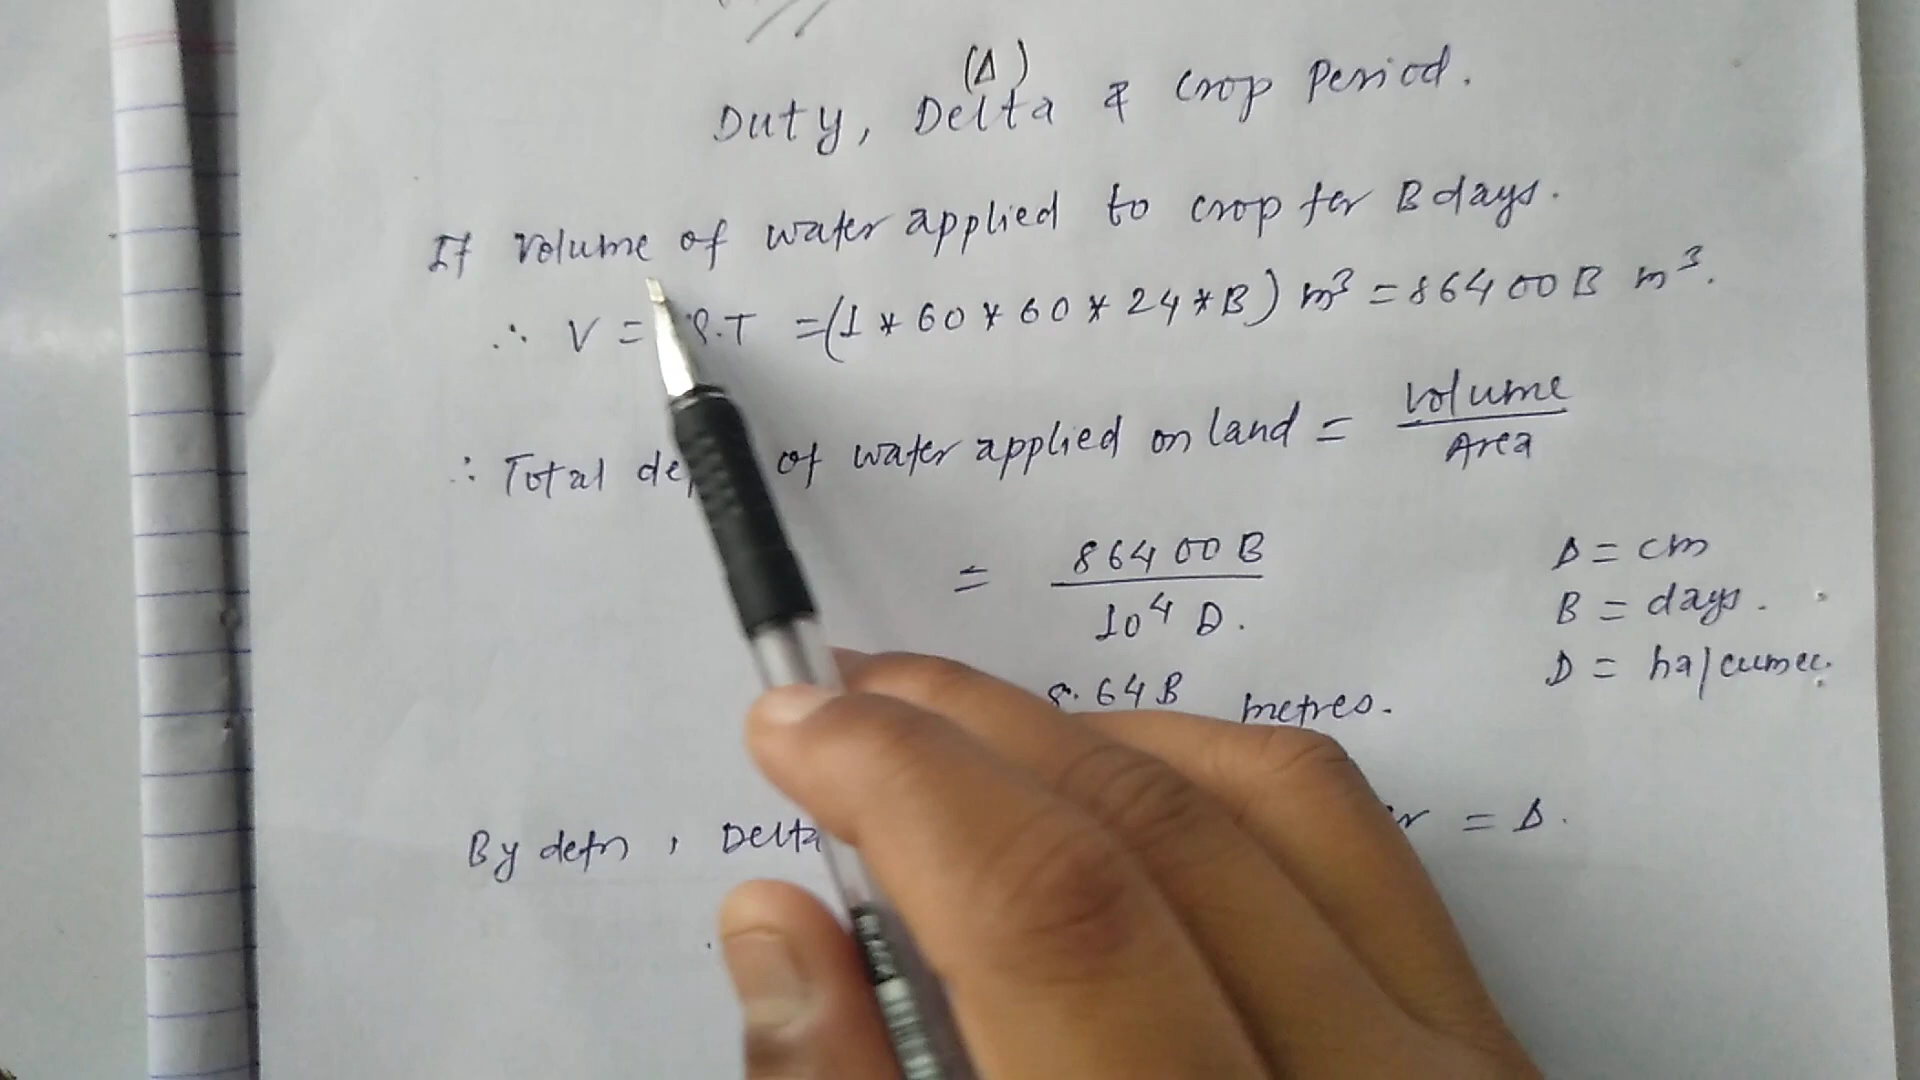 (Δ)
Duty, Delta & Crop Period.
If Volume of water applied to crop for B days.
∴ V = Q.T = (1 * 60 * 60 * 24 * B) m³ = 86400 B m³.
∴ Total of water applied on land = Volume / Area
= 86400 B / 10⁴ D.
8.64 B metres.
Δ = cm
B = days.
D = ha/cumec.
By defn, Delta = Δ.